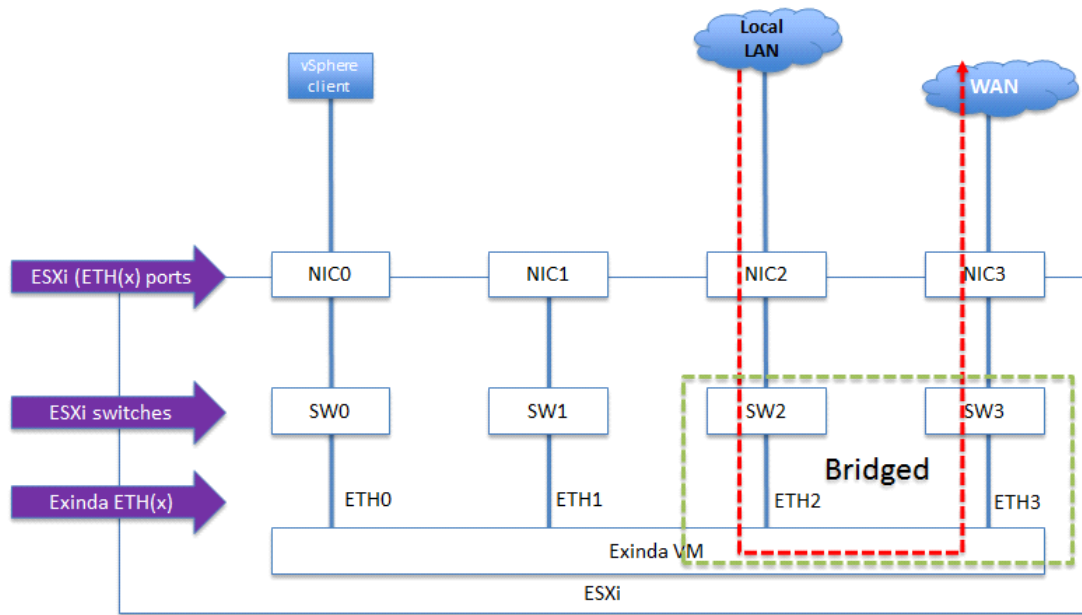 Local
LAN
vSphere
client
WAN
ESXi (ETH(x) ports
NIC0
NIC1
NIC2
NIC3
ESXi switches
SW0
SW1
SW2
SW3
Bridged
Exinda ETH(x)
ETH0
ETH1
ETH2
ETH3
Exinda VM
ESXi